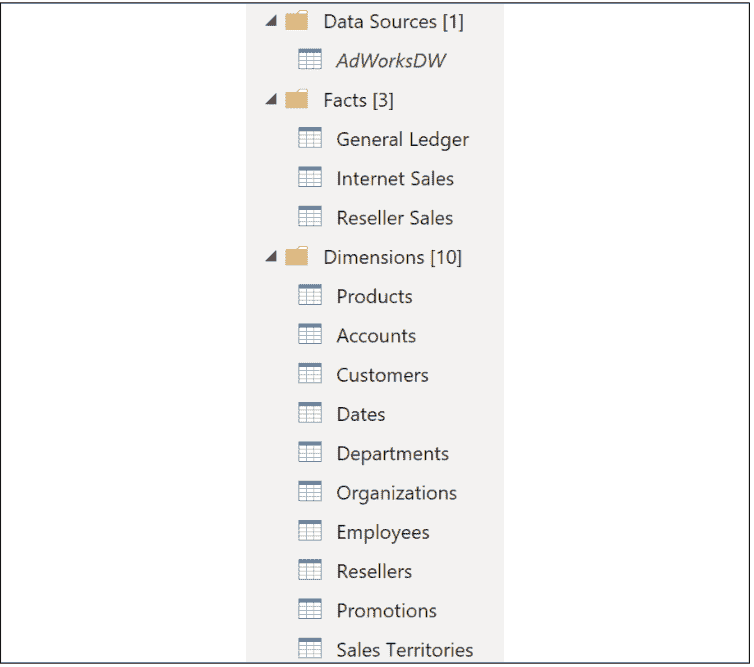 Data Sources [1]
AdWorksDW
Facts [3]
General Ledger
Internet Sales
Reseller Sales
Dimensions [10]
Products
Accounts
Customers
Dates
Departments
Organizations
Employees
Resellers
Promotions
Sales Territories